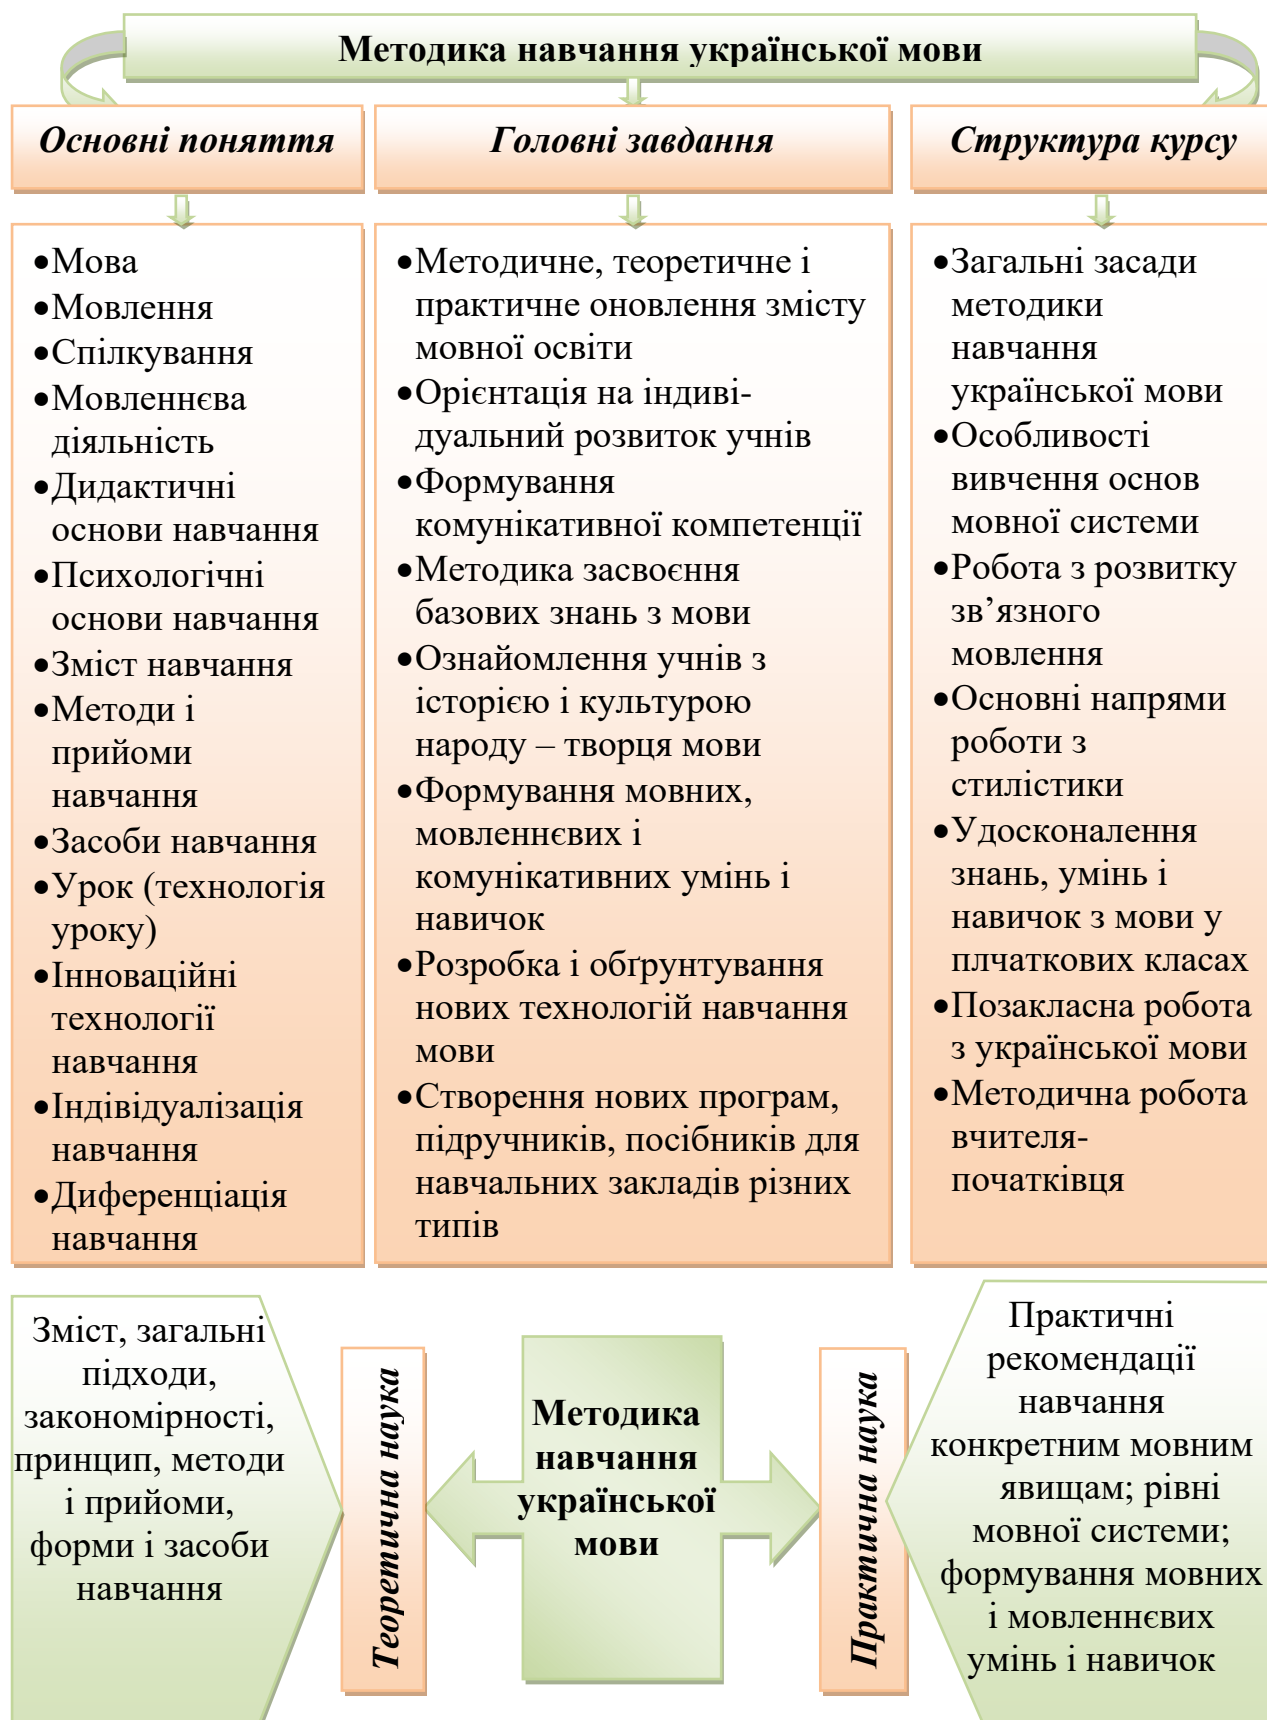 Методика навчання української мови
Основні поняття
Головні завдання
Структура курсу
•Мова
•Мовлення
•Спілкування
•Мовленнєва
діяльність
•Дидактичні
основи навчання
•Психологічні
основи навчання
•Зміст навчання
•Методи і
прийоми
навчання
•Засоби навчання
•Урок (технологія
уроку)
•Інноваційні
технології
навчання
•Індівідуалізація
навчання
•Диференціація
навчання
•Методичне, теоретичне і
практичне оновлення змісту
мовної освіти
•Орієнтація на індиві-
дуальний розвиток учнів
•Формування
комунікативної компетенції
•Методика засвоєння
базових знань з мови
•Ознайомлення учнів з
історією і культурою
народу – творця мови
•Формування мовних,
мовленнєвих і
комунікативних умінь і
навичок
•Розробка і обґрунтування
нових технологій навчання
мови
•Створення нових програм,
підручників, посібників для
навчальних закладів різних
типів
•Загальні засади
методики
навчання
української мови
•Особливості
вивчення основ
мовної системи
•Робота з розвитку
зв’язного
мовлення
•Основні напрями
роботи з
стилістики
•Удосконалення
знань, умінь і
навичок з мови у
плчаткових класах
•Позакласна робота
з української мови
•Методична робота
вчителя-
початківця
Зміст, загальні
підходи,
закономірності,
принцип, методи
і прийоми,
форми і засоби
навчання
Теоретична наука
Методика
навчання
української
мови
Практична наука
Практичні
рекомендації
навчання
конкретним мовним
явищам; рівні
мовної системи;
формування мовних
і мовленнєвих
умінь і навичок